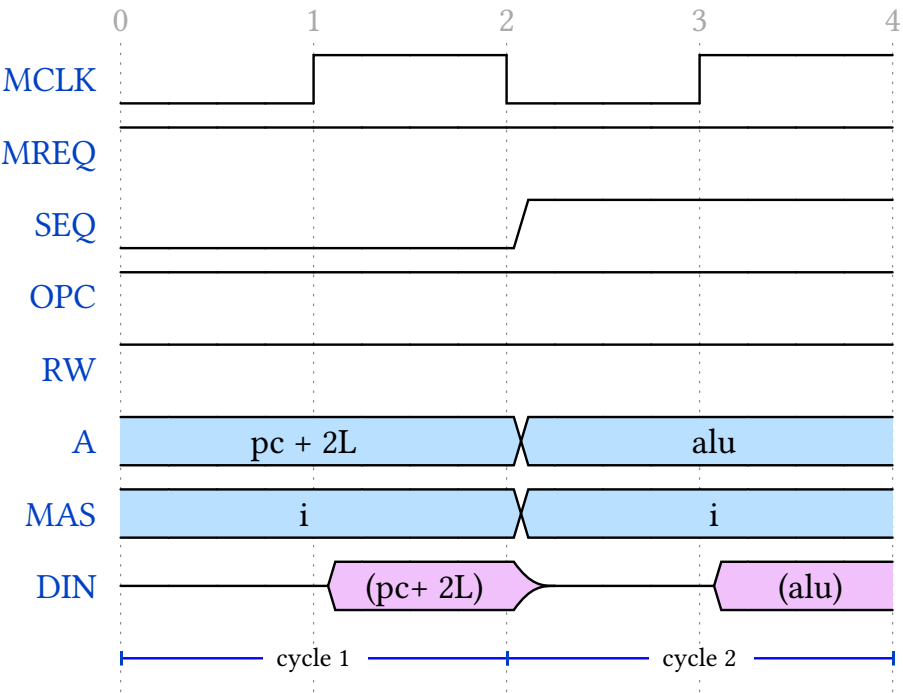 0 1 2 3 4
MCLK
MREQ
SEQ
OPC
RW
A pc + 2L alu
MAS i i
DIN (pc+ 2L) (alu)
cycle 1 cycle 2